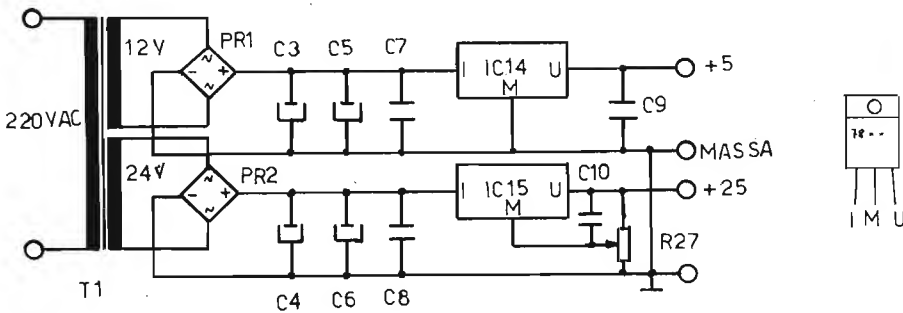 12V
PR1
C3
C5
C7
I IC14 U
M
+5
C9
220VAC
MASSA
24V
PR2
I IC15 U
M
C10
+25
R27
T1
C4
C6
C8
78--
I M U